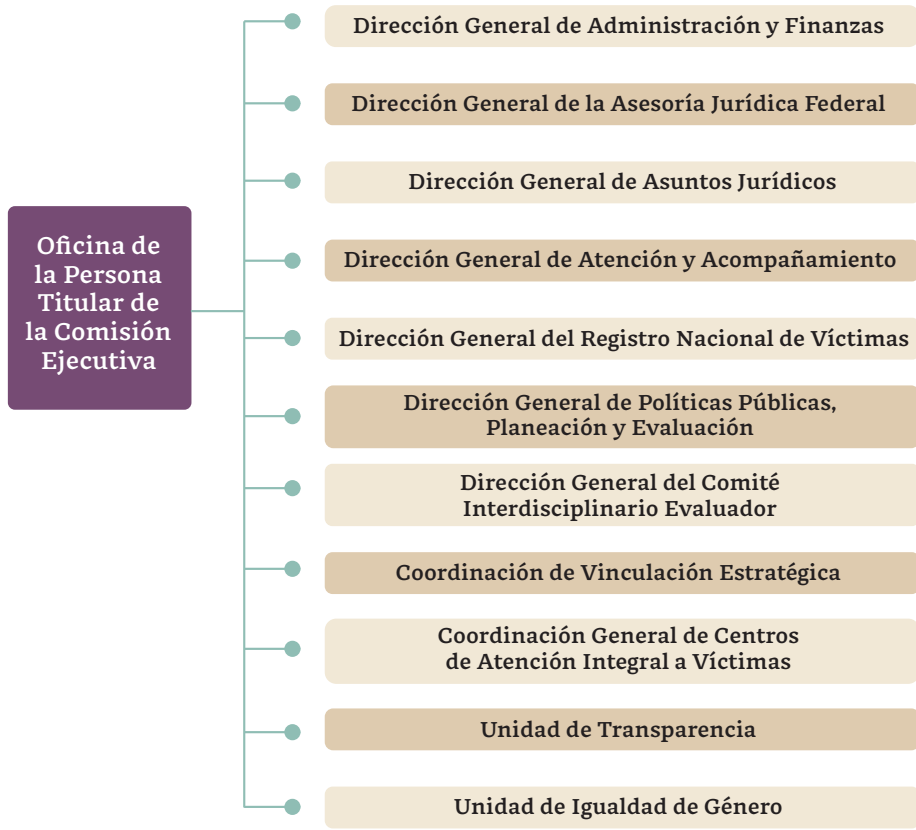 Oficina de
la Persona
Titular de
la Comisión
Ejecutiva
Dirección General de Administración y Finanzas
Dirección General de la Asesoría Jurídica Federal
Dirección General de Asuntos Jurídicos
Dirección General de Atención y Acompañamiento
Dirección General del Registro Nacional de Víctimas
Dirección General de Políticas Públicas,
Planeación y Evaluación
Dirección General del Comité
Interdisciplinario Evaluador
Coordinación de Vinculación Estratégica
Coordinación General de Centros
de Atención Integral a Víctimas
Unidad de Transparencia
Unidad de Igualdad de Género